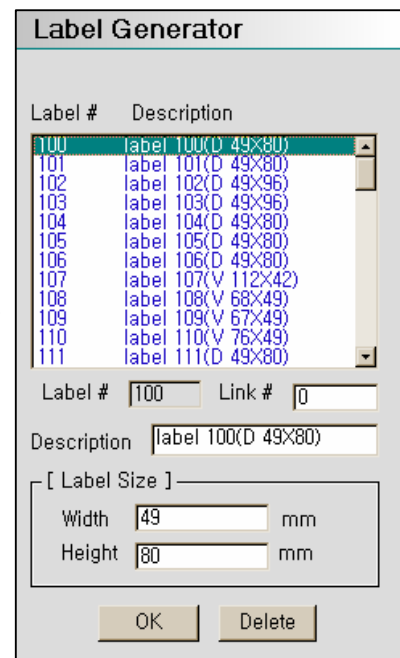 Label Generator
Label # Description
100 label 100(D 49X80)
101 label 101(D 49X80)
102 label 102(D 49X96)
103 label 103(D 49X96)
104 label 104(D 49X80)
105 label 105(D 49X80)
106 label 106(D 49X80)
107 label 107(V 112X42)
108 label 108(V 68X49)
109 label 109(V 67X49)
110 label 110(V 76X49)
111 label 111(D 49X80)
Label # 100 Link # 0
Description label 100(D 49X80)
[ Label Size ]
Width 49 mm
Height 80 mm
OK Delete